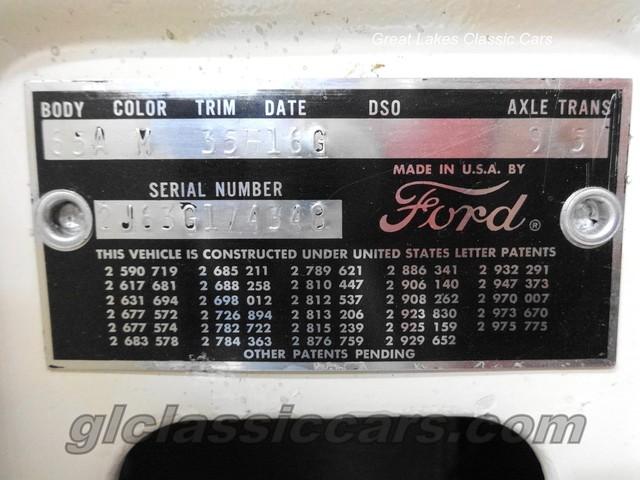 Great Lakes Classic Cars
BODY COLOR TRIM DATE DSO AXLE TRANS
65A M 35 16G 9 5
MADE IN U.S.A. BY
SERIAL NUMBER
Ford®
2J63G174348
THIS VEHICLE IS CONSTRUCTED UNDER UNITED STATES LETTER PATENTS
2 590 719 2 685 211 2 789 621 2 886 341 2 932 291
2 617 681 2 688 258 2 810 447 2 906 140 2 947 373
2 631 694 2 698 012 2 812 537 2 908 262 2 970 007
2 677 572 2 726 894 2 813 206 2 923 830 2 973 670
2 677 574 2 782 722 2 815 239 2 925 159 2 975 775
2 683 578 2 784 363 2 876 759 2 929 652
OTHER PATENTS PENDING
glclassiccars.com